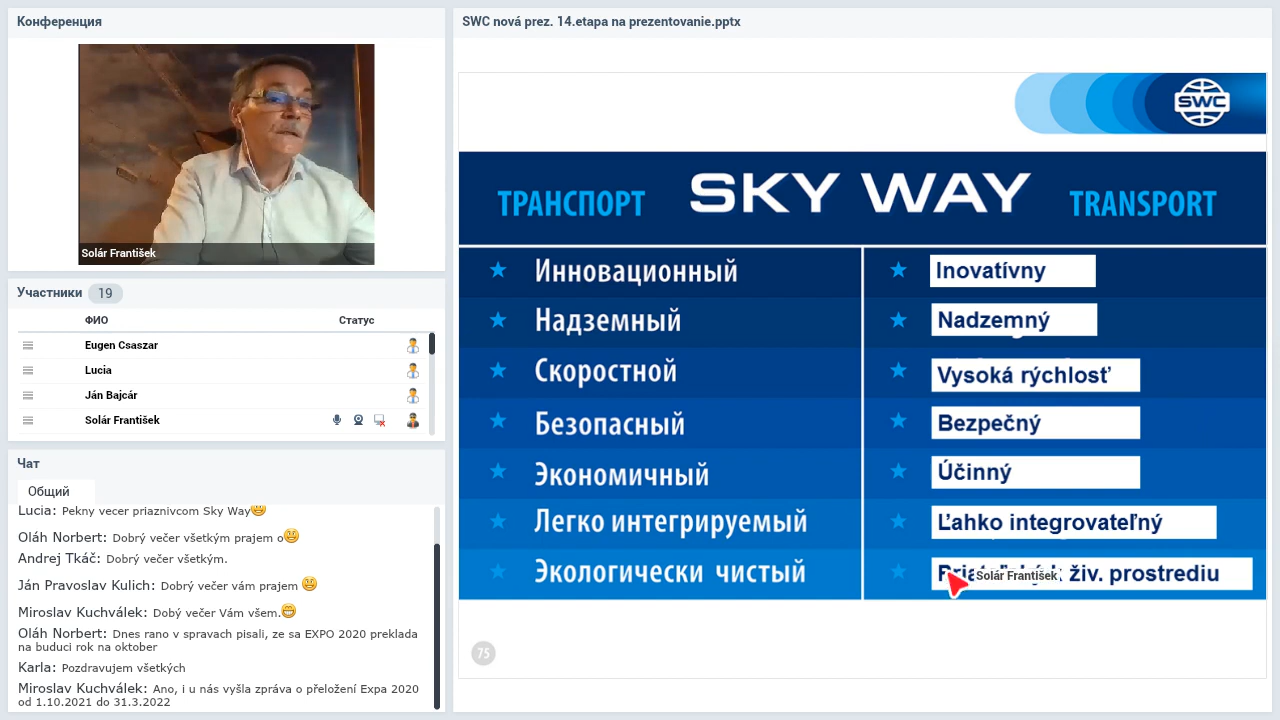 Конференция
Solár František
Участники 19
ФИО Статус
Eugen Csaszar
Lucia
Ján Bajcár
Solár František
Чат
Общий
Lucia: Pekny vecer priaznivcom Sky Way
Oláh Norbert: Dobrý večer všetkým prajem o
Andrej Tkáč: Dobrý večer všetkým.
Ján Pravoslav Kulich: Dobrý večer vám prajem
Miroslav Kuchválek: Dobý večer Vám všem.
Oláh Norbert: Dnes rano v spravach pisali, ze sa EXPO 2020 preklada
na buduci rok na oktober
Karla: Pozdravujem všetkých
Miroslav Kuchválek: Ano, i u nás vyšla zpráva o přeložení Expa 2020
od 1.10.2021 do 31.3.2022
SWC nová prez. 14.etapa na prezentovanie.pptx
SWC
ТРАНСПОРТ SKY WAY TRANSPORT
Инновационный Inovatívny
Надземный Nadzemný
Скоростной Vysoká rýchlosť
Безопасный Bezpečný
Экономичный Účinný
Легко интегрируемый Ľahko integrovateľný
Экологически чистый živ. prostrediu
Solár František
75